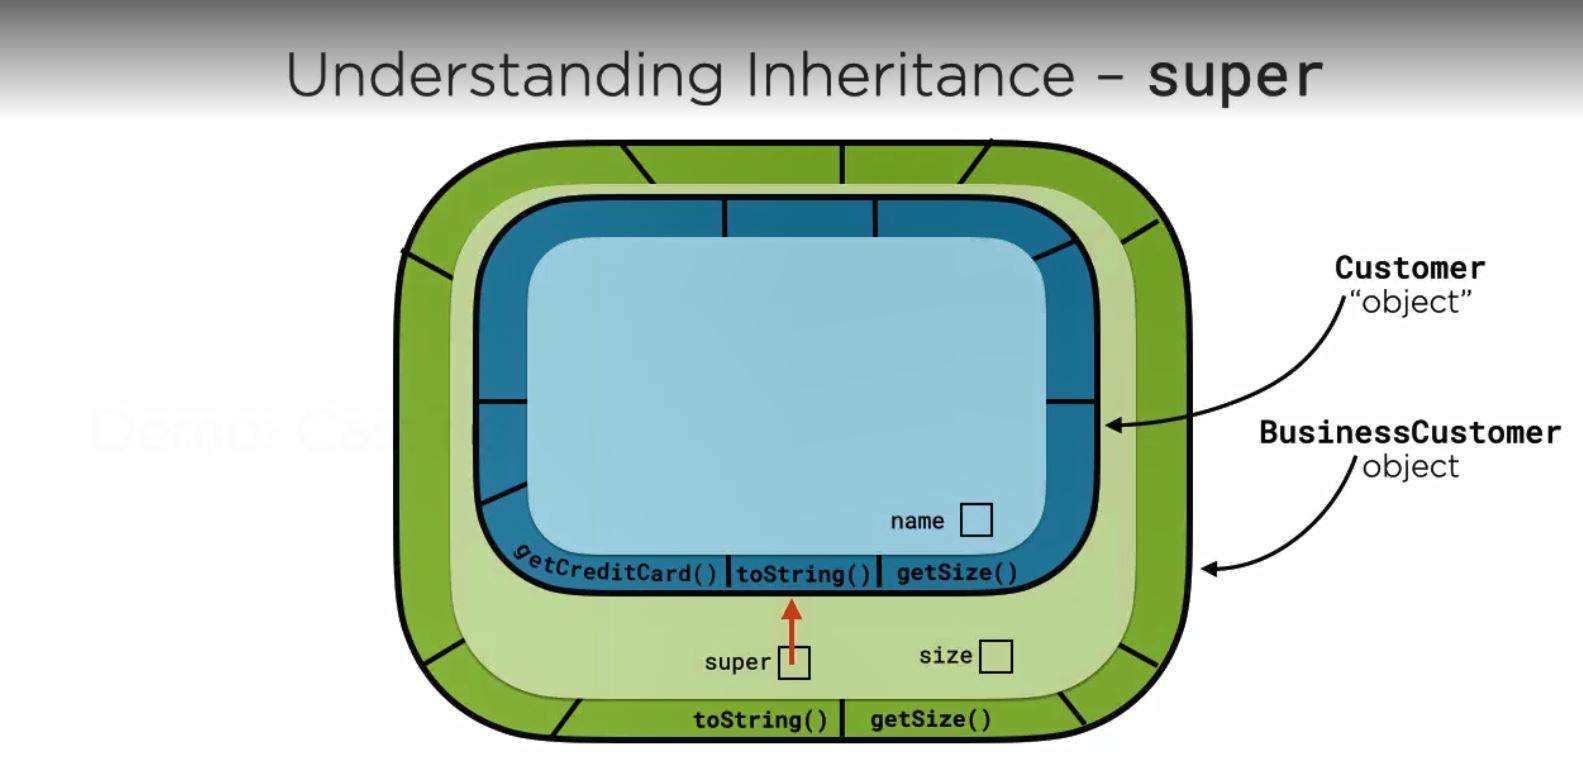 Understanding Inheritance – super
Customer
“object”
BusinessCustomer
object
name
getCreditCard() toString() getSize()
super
size
toString() getSize()